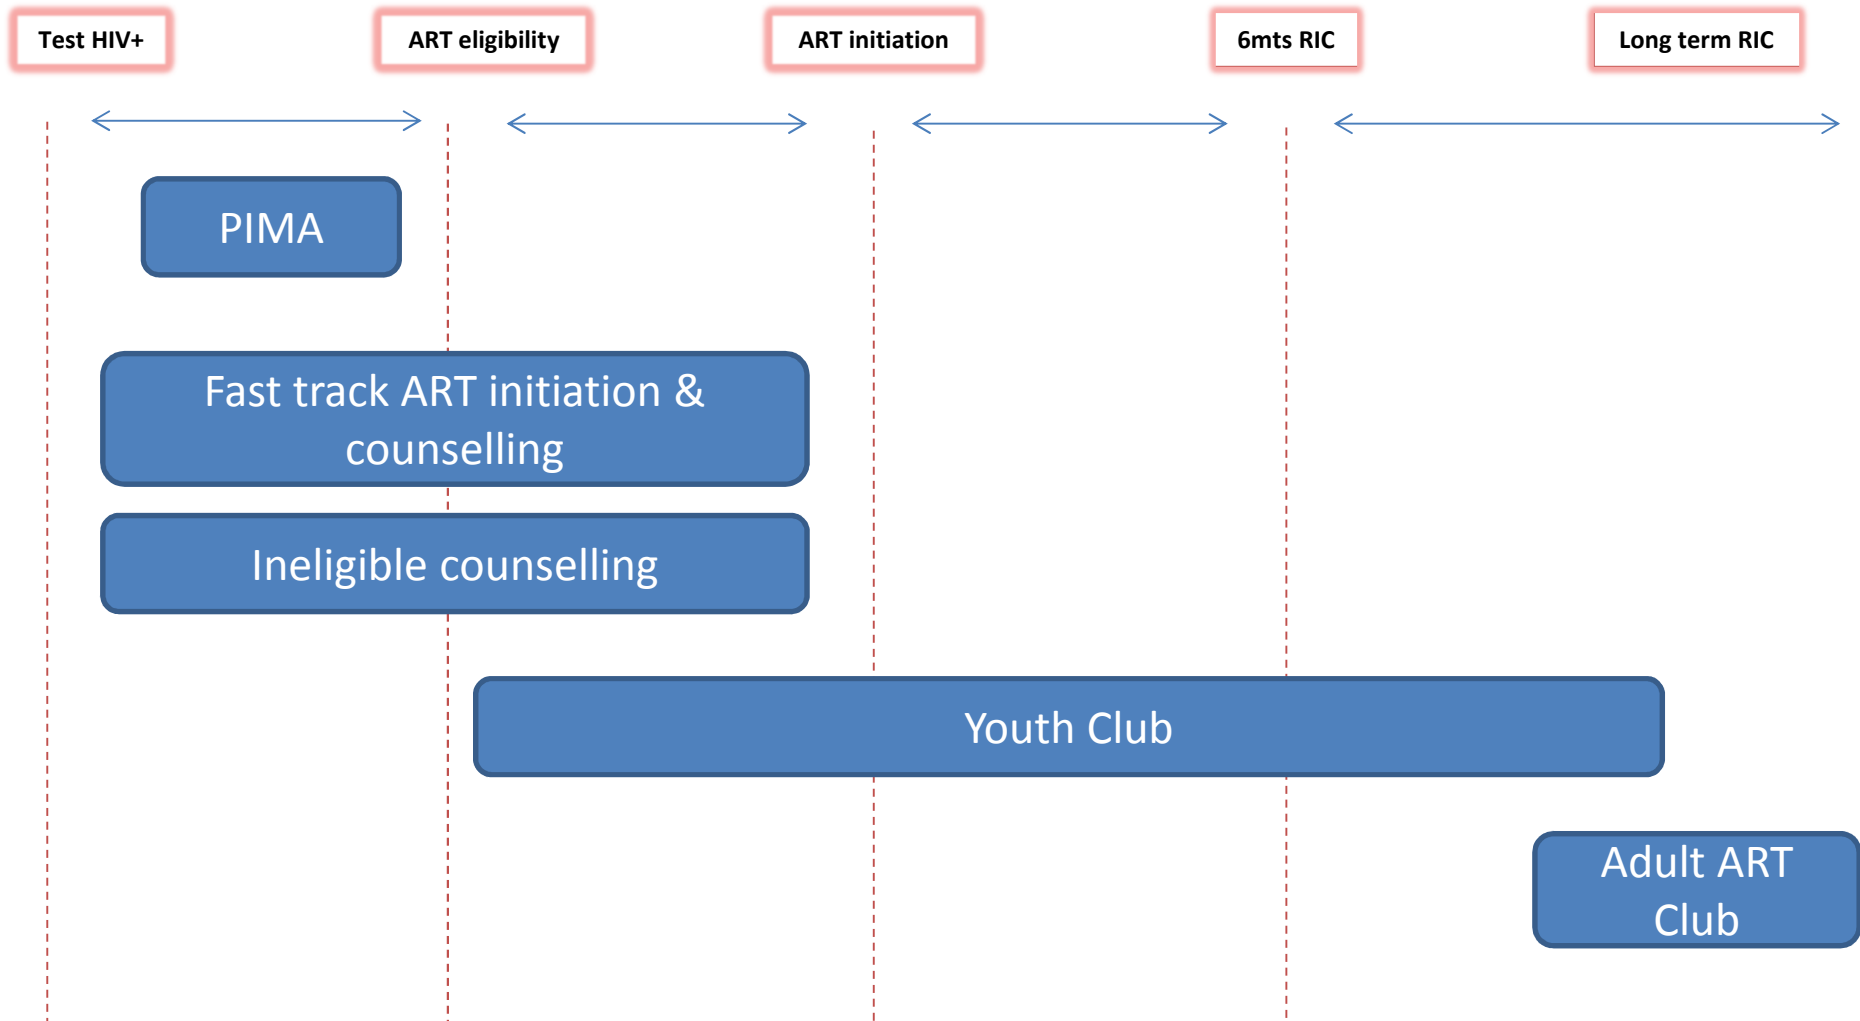 Test HIV+
ART eligibility
ART initiation
6mts RIC
Long term RIC
PIMA
Fast track ART initiation &
counselling
Ineligible counselling
Youth Club
Adult ART
Club